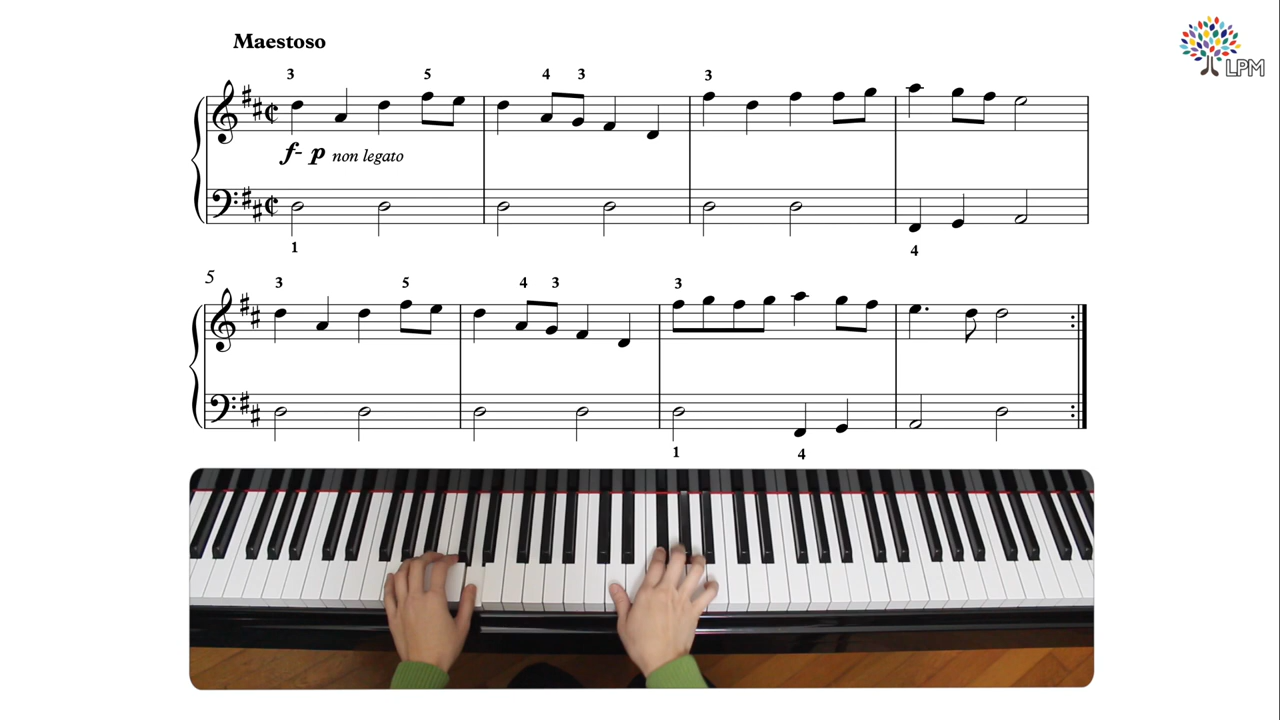 Maestoso
LPM
3 5 4 3 3
f- p non legato
1 4
5
3 5 4 3 3
1 4